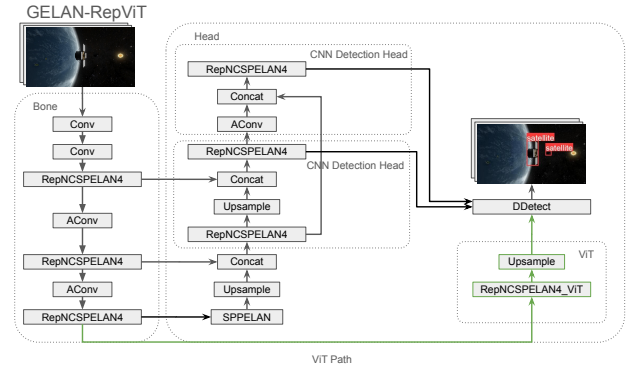 GELAN-RepViT
Bone
Conv
Conv
RepNCSPELAN4
AConv
RepNCSPELAN4
AConv
RepNCSPELAN4
Head
CNN Detection Head
RepNCSPELAN4
Concat
AConv
RepNCSPELAN4
CNN Detection Head
Concat
Upsample
RepNCSPELAN4
Concat
Upsample
SPPELAN
satellite
satellite
DDetect
ViT
Upsample
RepNCSPELAN4_ViT
ViT Path